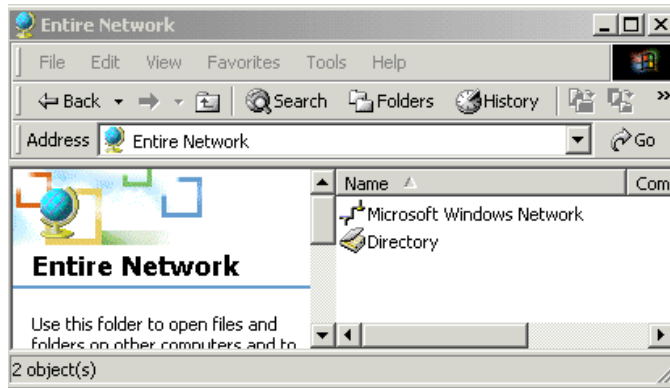 Entire Network
File Edit View Favorites Tools Help
Back Search Folders History »
Address Entire Network Go
Name Com
Microsoft Windows Network
Directory
Entire Network
Use this folder to open files and
folders on other computers and to
2 object(s)